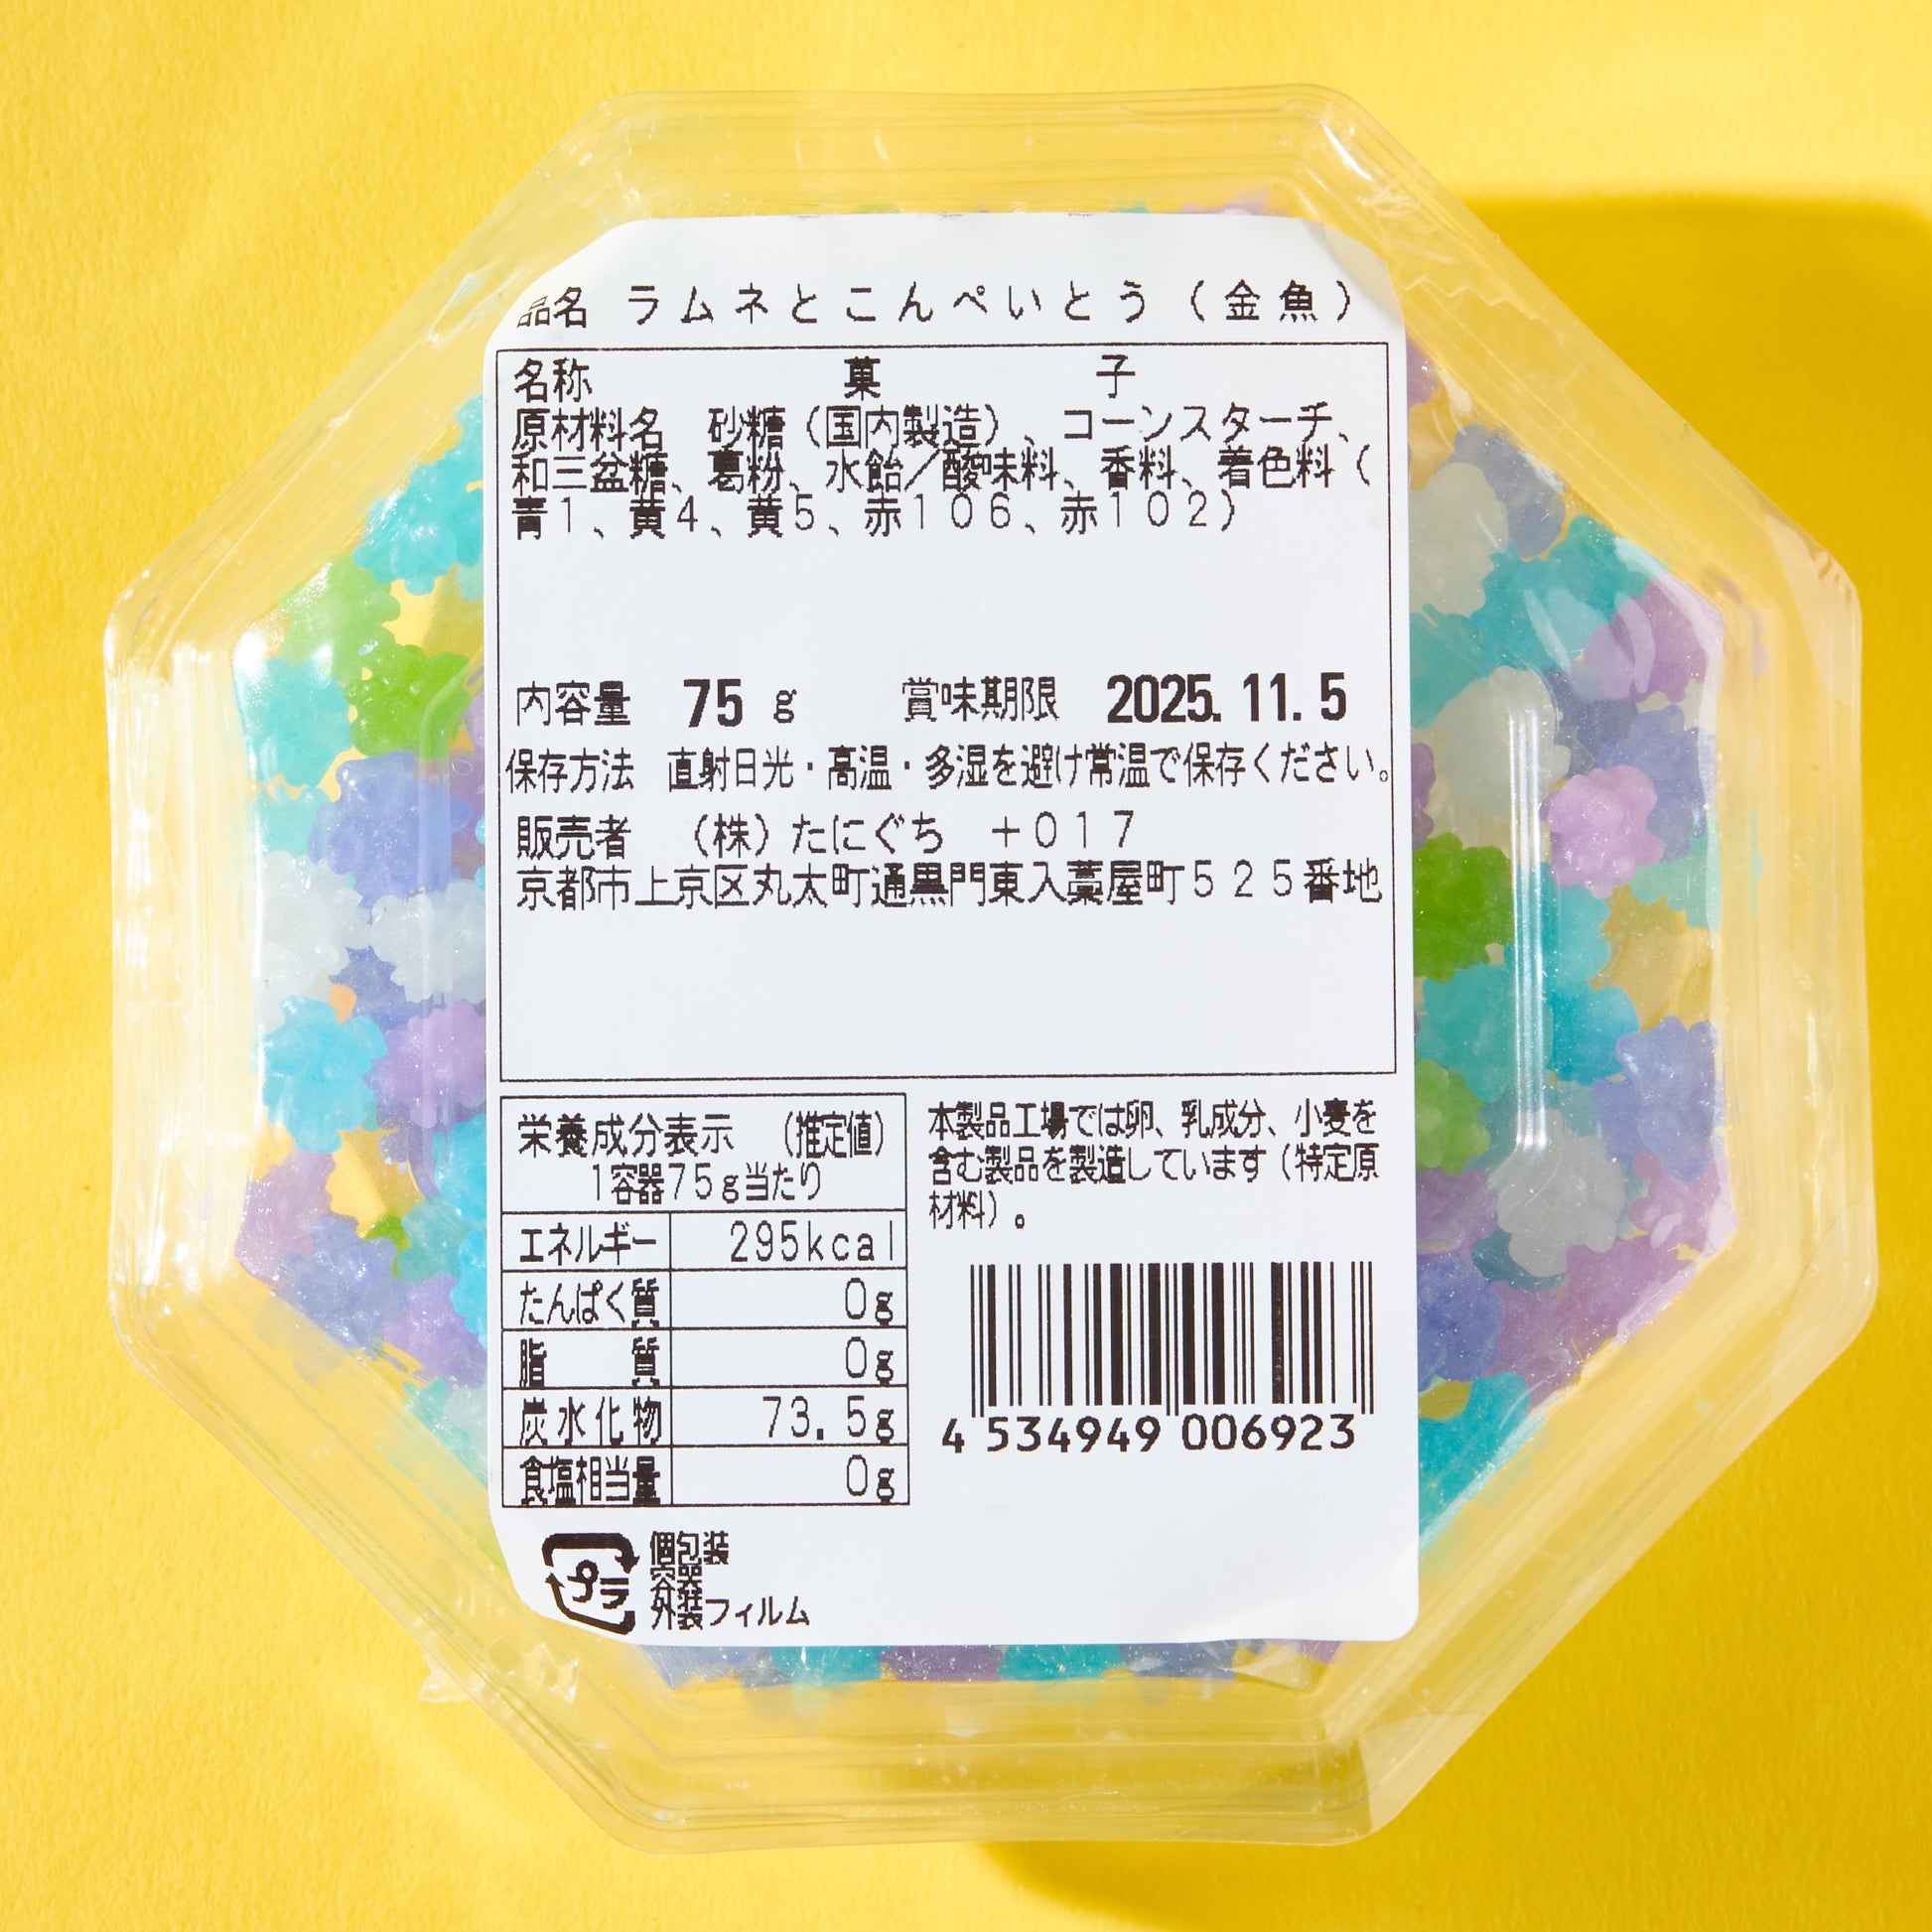 品名 ラムネとこんぺいとう（金魚）
名称 菓子
原材料名 砂糖（国内製造）、コーンスターチ、
和三盆糖、葛粉、水飴／酸味料、香料、着色料（
青１、黄４、黄５、赤１０６、赤１０２）
内容量 75 g 賞味期限 2025. 11. 5
保存方法 直射日光・高温・多湿を避け常温で保存ください。
販売者 （株）たにぐち ＋０１７
京都市上京区丸太町通黒門東入藁屋町５２５番地
栄養成分表示 （推定値）
１容器７５ｇ当たり
エネルギー 295kcal
たんぱく質 0g
脂質 0g
炭水化物 73.5g
食塩相当量 0g
本製品工場では卵、乳成分、小麦を
含む製品を製造しています（特定原
材料）。
4 534949 006923
プラ
個包装
容器
外装フィルム